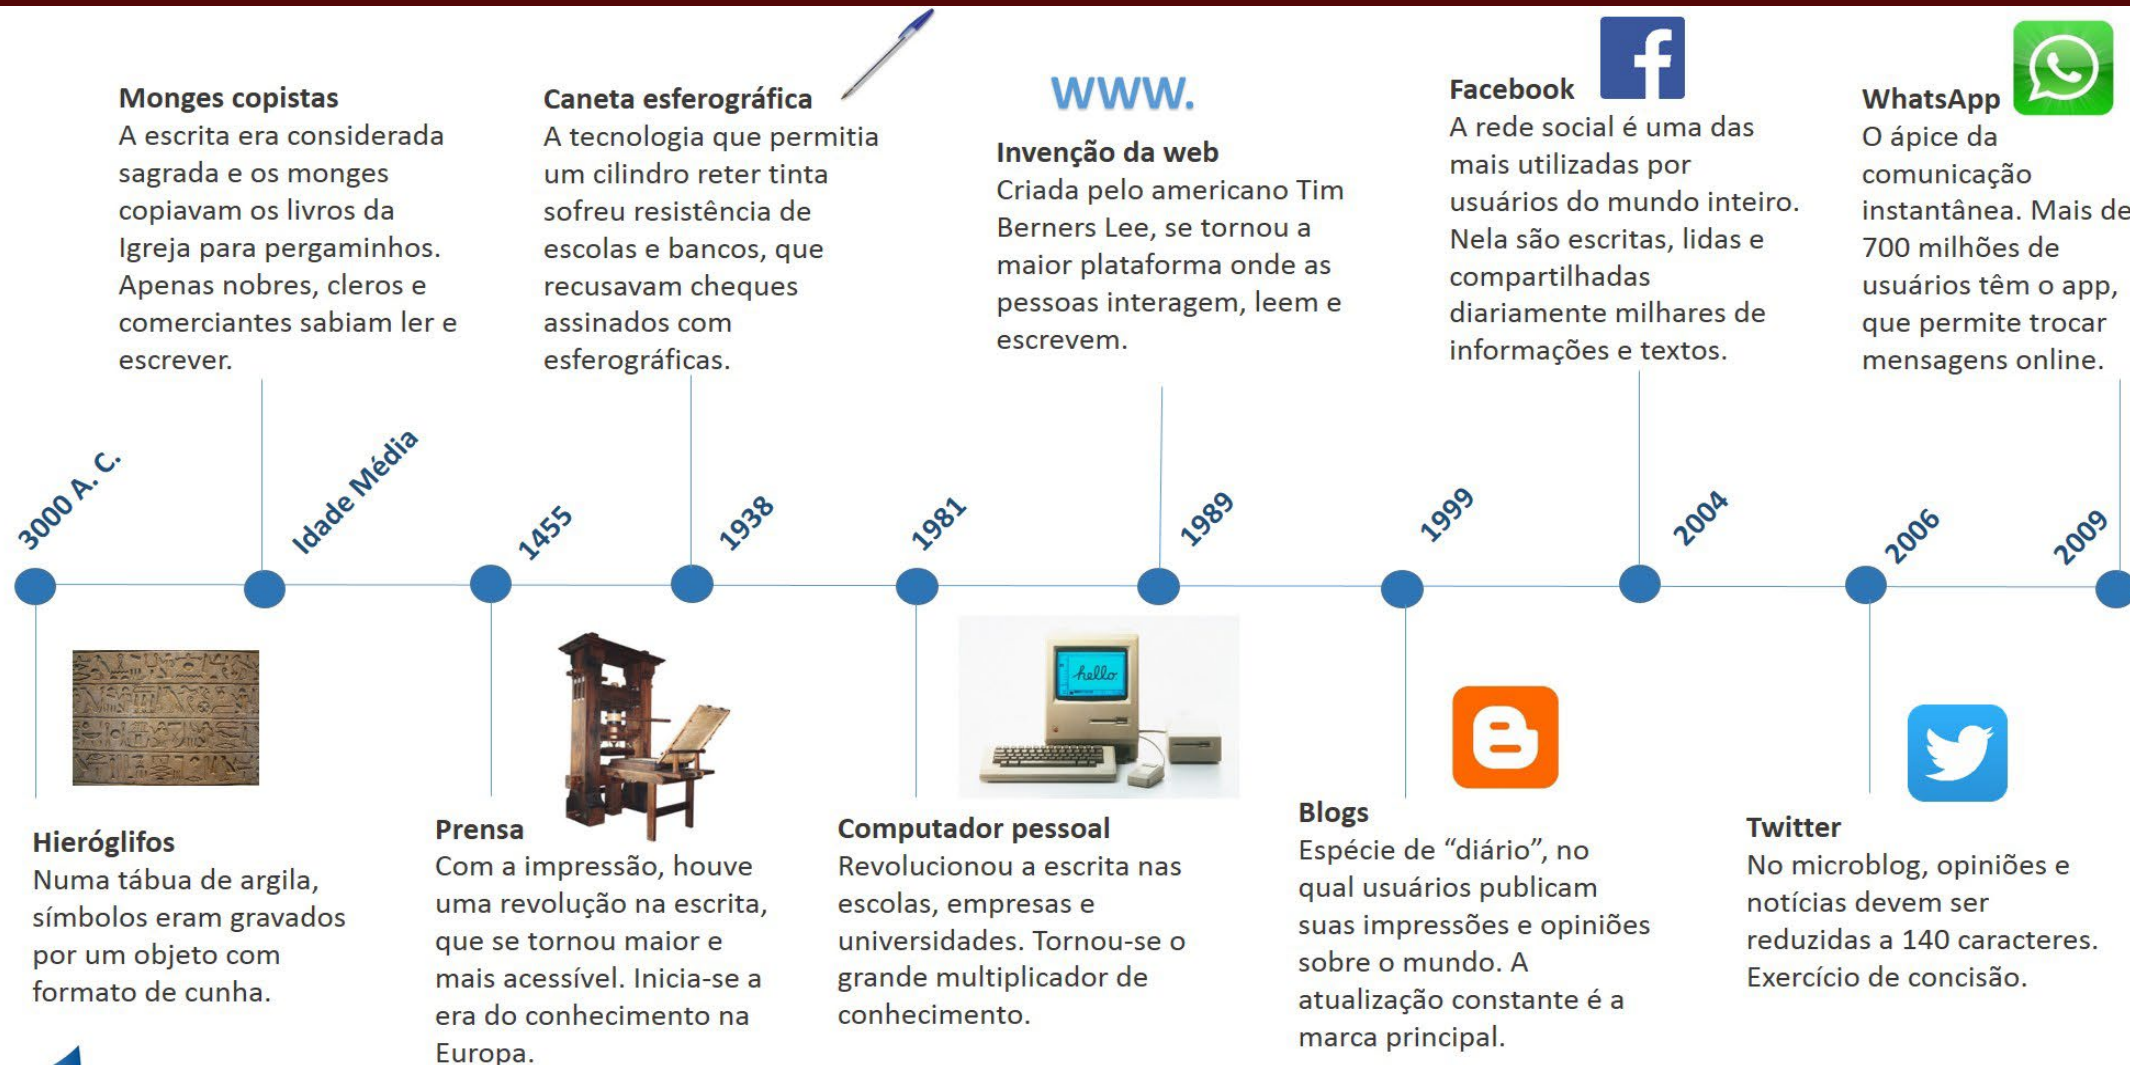 Monges copistas
A escrita era considerada
sagrada e os monges
copiavam os livros da
Igreja para pergaminhos.
Apenas nobres, cleros e
comerciantes sabiam ler e
escrever.
Caneta esferográfica
A tecnologia que permitia
um cilindro reter tinta
sofreu resistência de
escolas e bancos, que
recusavam cheques
assinados com
esferográficas.
www.
Invenção da web
Criada pelo americano Tim
Berners Lee, se tornou a
maior plataforma onde as
pessoas interagem, leem e
escrevem.
f
Facebook
A rede social é uma das
mais utilizadas por
usuários do mundo inteiro.
Nela são escritas, lidas e
compartilhadas
diariamente milhares de
informações e textos.
WhatsApp
O ápice da
comunicação
instantânea. Mais de
700 milhões de
usuários têm o app,
que permite trocar
mensagens online.
3000 A. C.
Idade Média
1455
1938
1981
1989
1999
2004
2006
2009
Hieróglifos
Numa tábua de argila,
símbolos eram gravados
por um objeto com
formato de cunha.
Prensa
Com a impressão, houve
uma revolução na escrita,
que se tornou maior e
mais acessível. Inicia-se a
era do conhecimento na
Europa.
hello.
Computador pessoal
Revolucionou a escrita nas
escolas, empresas e
universidades. Tornou-se o
grande multiplicador de
conhecimento.
B
Blogs
Espécie de “diário”, no
qual usuários publicam
suas impressões e opiniões
sobre o mundo. A
atualização constante é a
marca principal.
Twitter
No microblog, opiniões e
notícias devem ser
reduzidas a 140 caracteres.
Exercício de concisão.